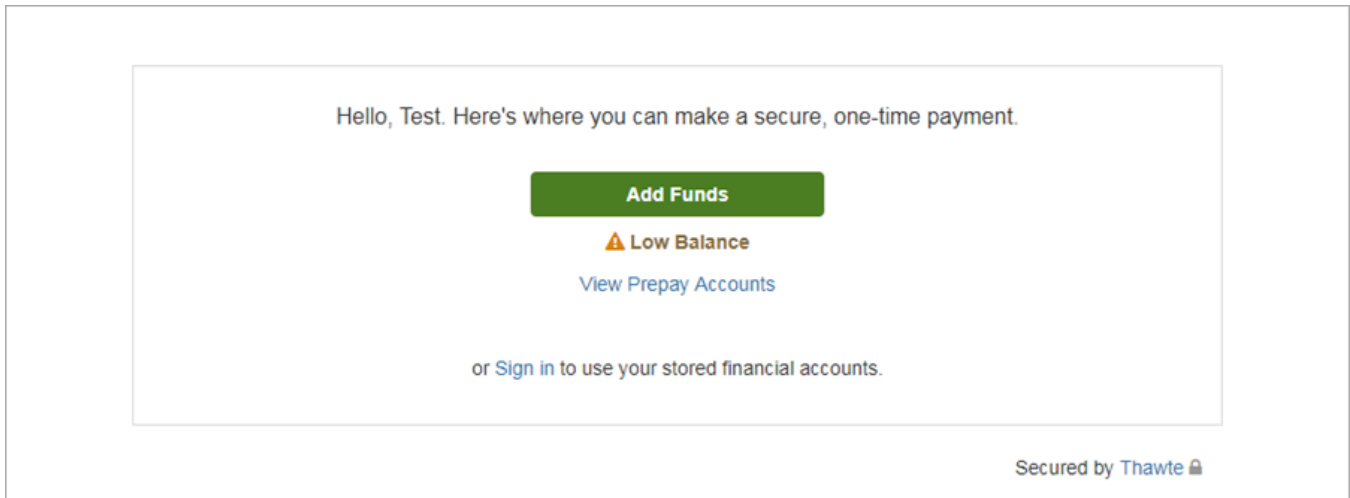 Hello, Test. Here's where you can make a secure, one-time payment.
Add Funds
Low Balance
View Prepay Accounts
or Sign in to use your stored financial accounts.
Secured by Thawte